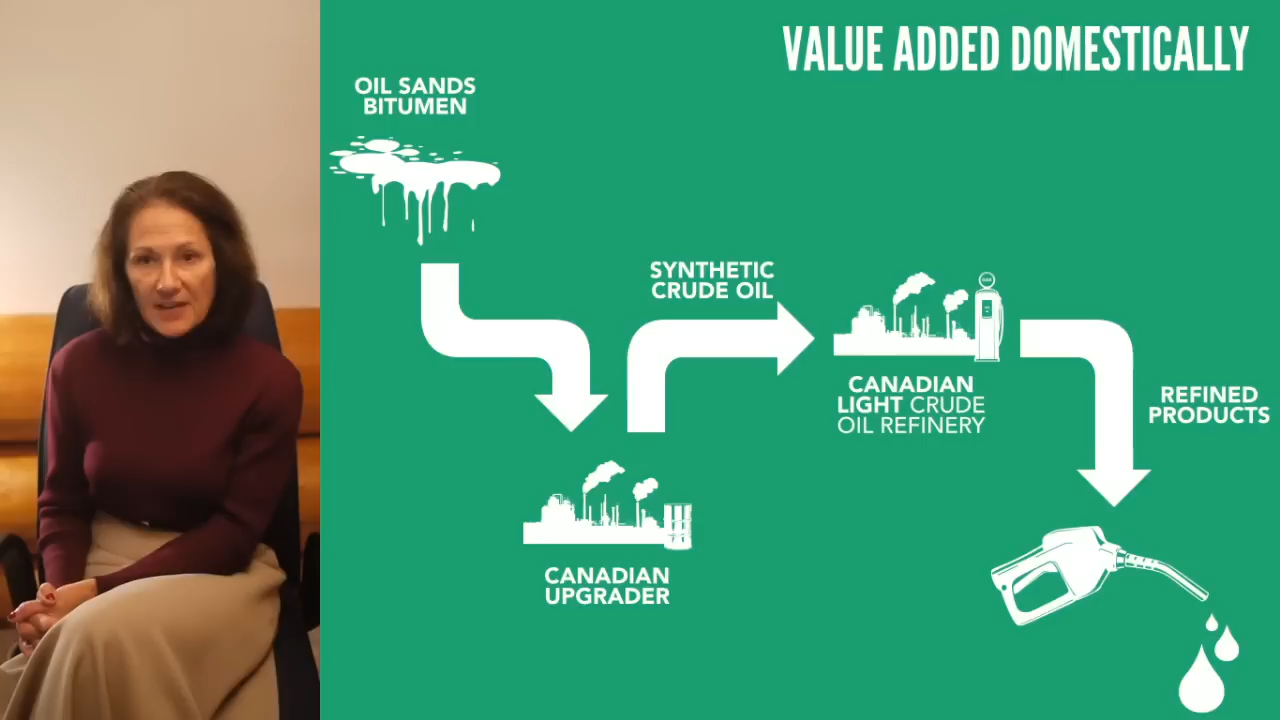 VALUE ADDED DOMESTICALLY
OIL SANDS
BITUMEN
SYNTHETIC
CRUDE OIL
CANADIAN
LIGHT CRUDE
OIL REFINERY
REFINED
PRODUCTS
CANADIAN
UPGRADER